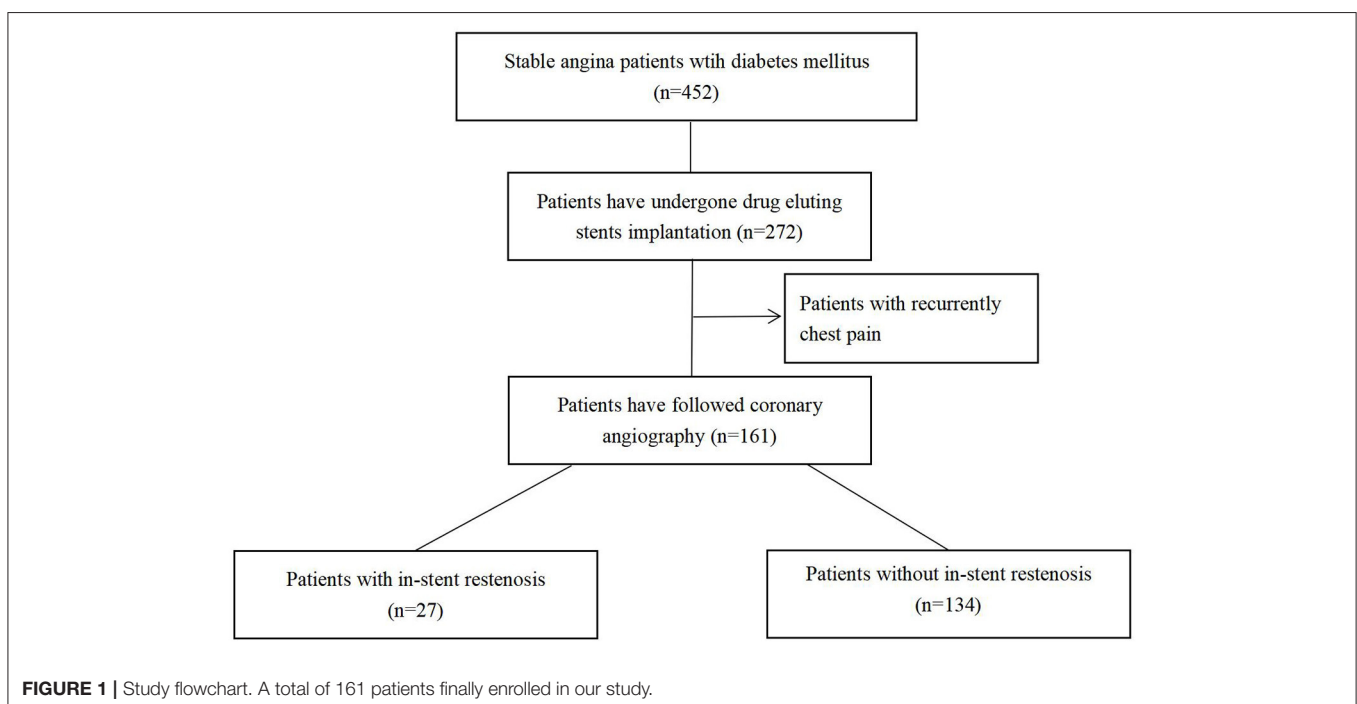 Stable angina patients wtih diabetes mellitus
(n=452)
Patients have undergone drug eluting
stents implantation (n=272)
Patients with recurrently
chest pain
Patients have followed coronary
angiography (n=161)
Patients with in-stent restenosis
(n=27)
Patients without in-stent restenosis
(n=134)
FIGURE 1 | Study flowchart. A total of 161 patients finally enrolled in our study.